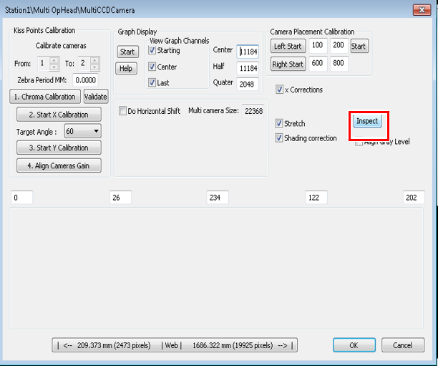 Station1\Multi OpHead\MultiCCDCamera
Kiss Points Calibration
Calibrate cameras
From: 1 To: 2
Zebra Period MM: 0.0000
1. Chroma Calibration Validate
2. Start X Calibration
Target Angle : 60
3. Start Y Calibration
4. Align Cameras Gain
Graph Display
View Graph Channels
Start Starting Center 11184
Help Center Half 11184
Last Quater 2048
Do Horizontal Shift Multi camera Size: 22368
Camera Placement Calibration
Left Start 100 200 Start
Right Start 600 800
x Corrections
Stretch Inspect
Shading correction Align Gray Level
0 26 234 122 202
| <-- 209.373 mm (2473 pixels) | Web | 1686.322 mm (19925 pixels) --> |
OK Cancel